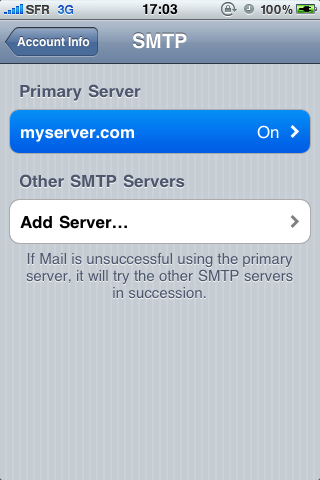 SFR 3G 17:03 100%
Account Info SMTP
Primary Server
myserver.com On
Other SMTP Servers
Add Server...
If Mail is unsuccessful using the primary
server, it will try the other SMTP servers
in succession.